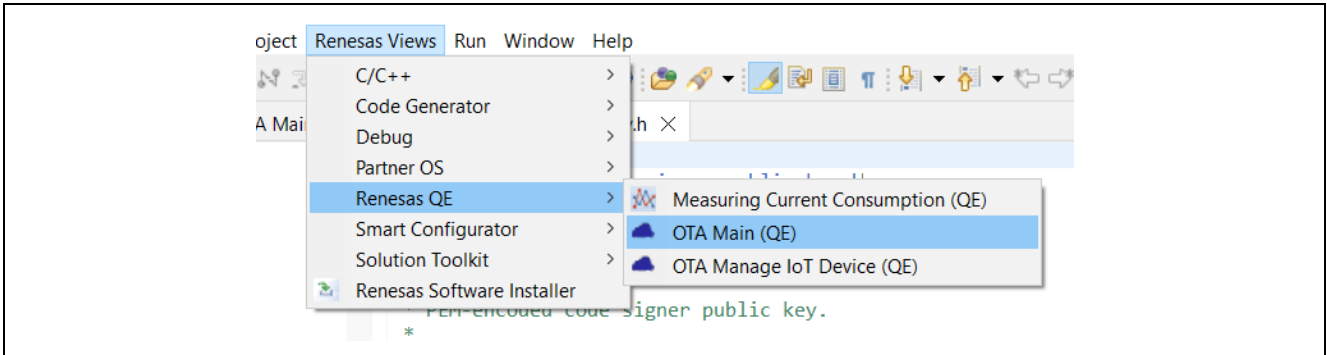 oject Renesas Views Run Window Help
C/C++
Code Generator
A Mai
.h
Debug
Partner OS
Renesas QE
Measuring Current Consumption (QE)
Smart Configurator
OTA Main (QE)
Solution Toolkit
OTA Manage IoT Device (QE)
Renesas Software Installer
* PEM-encoded code signer public key.
*